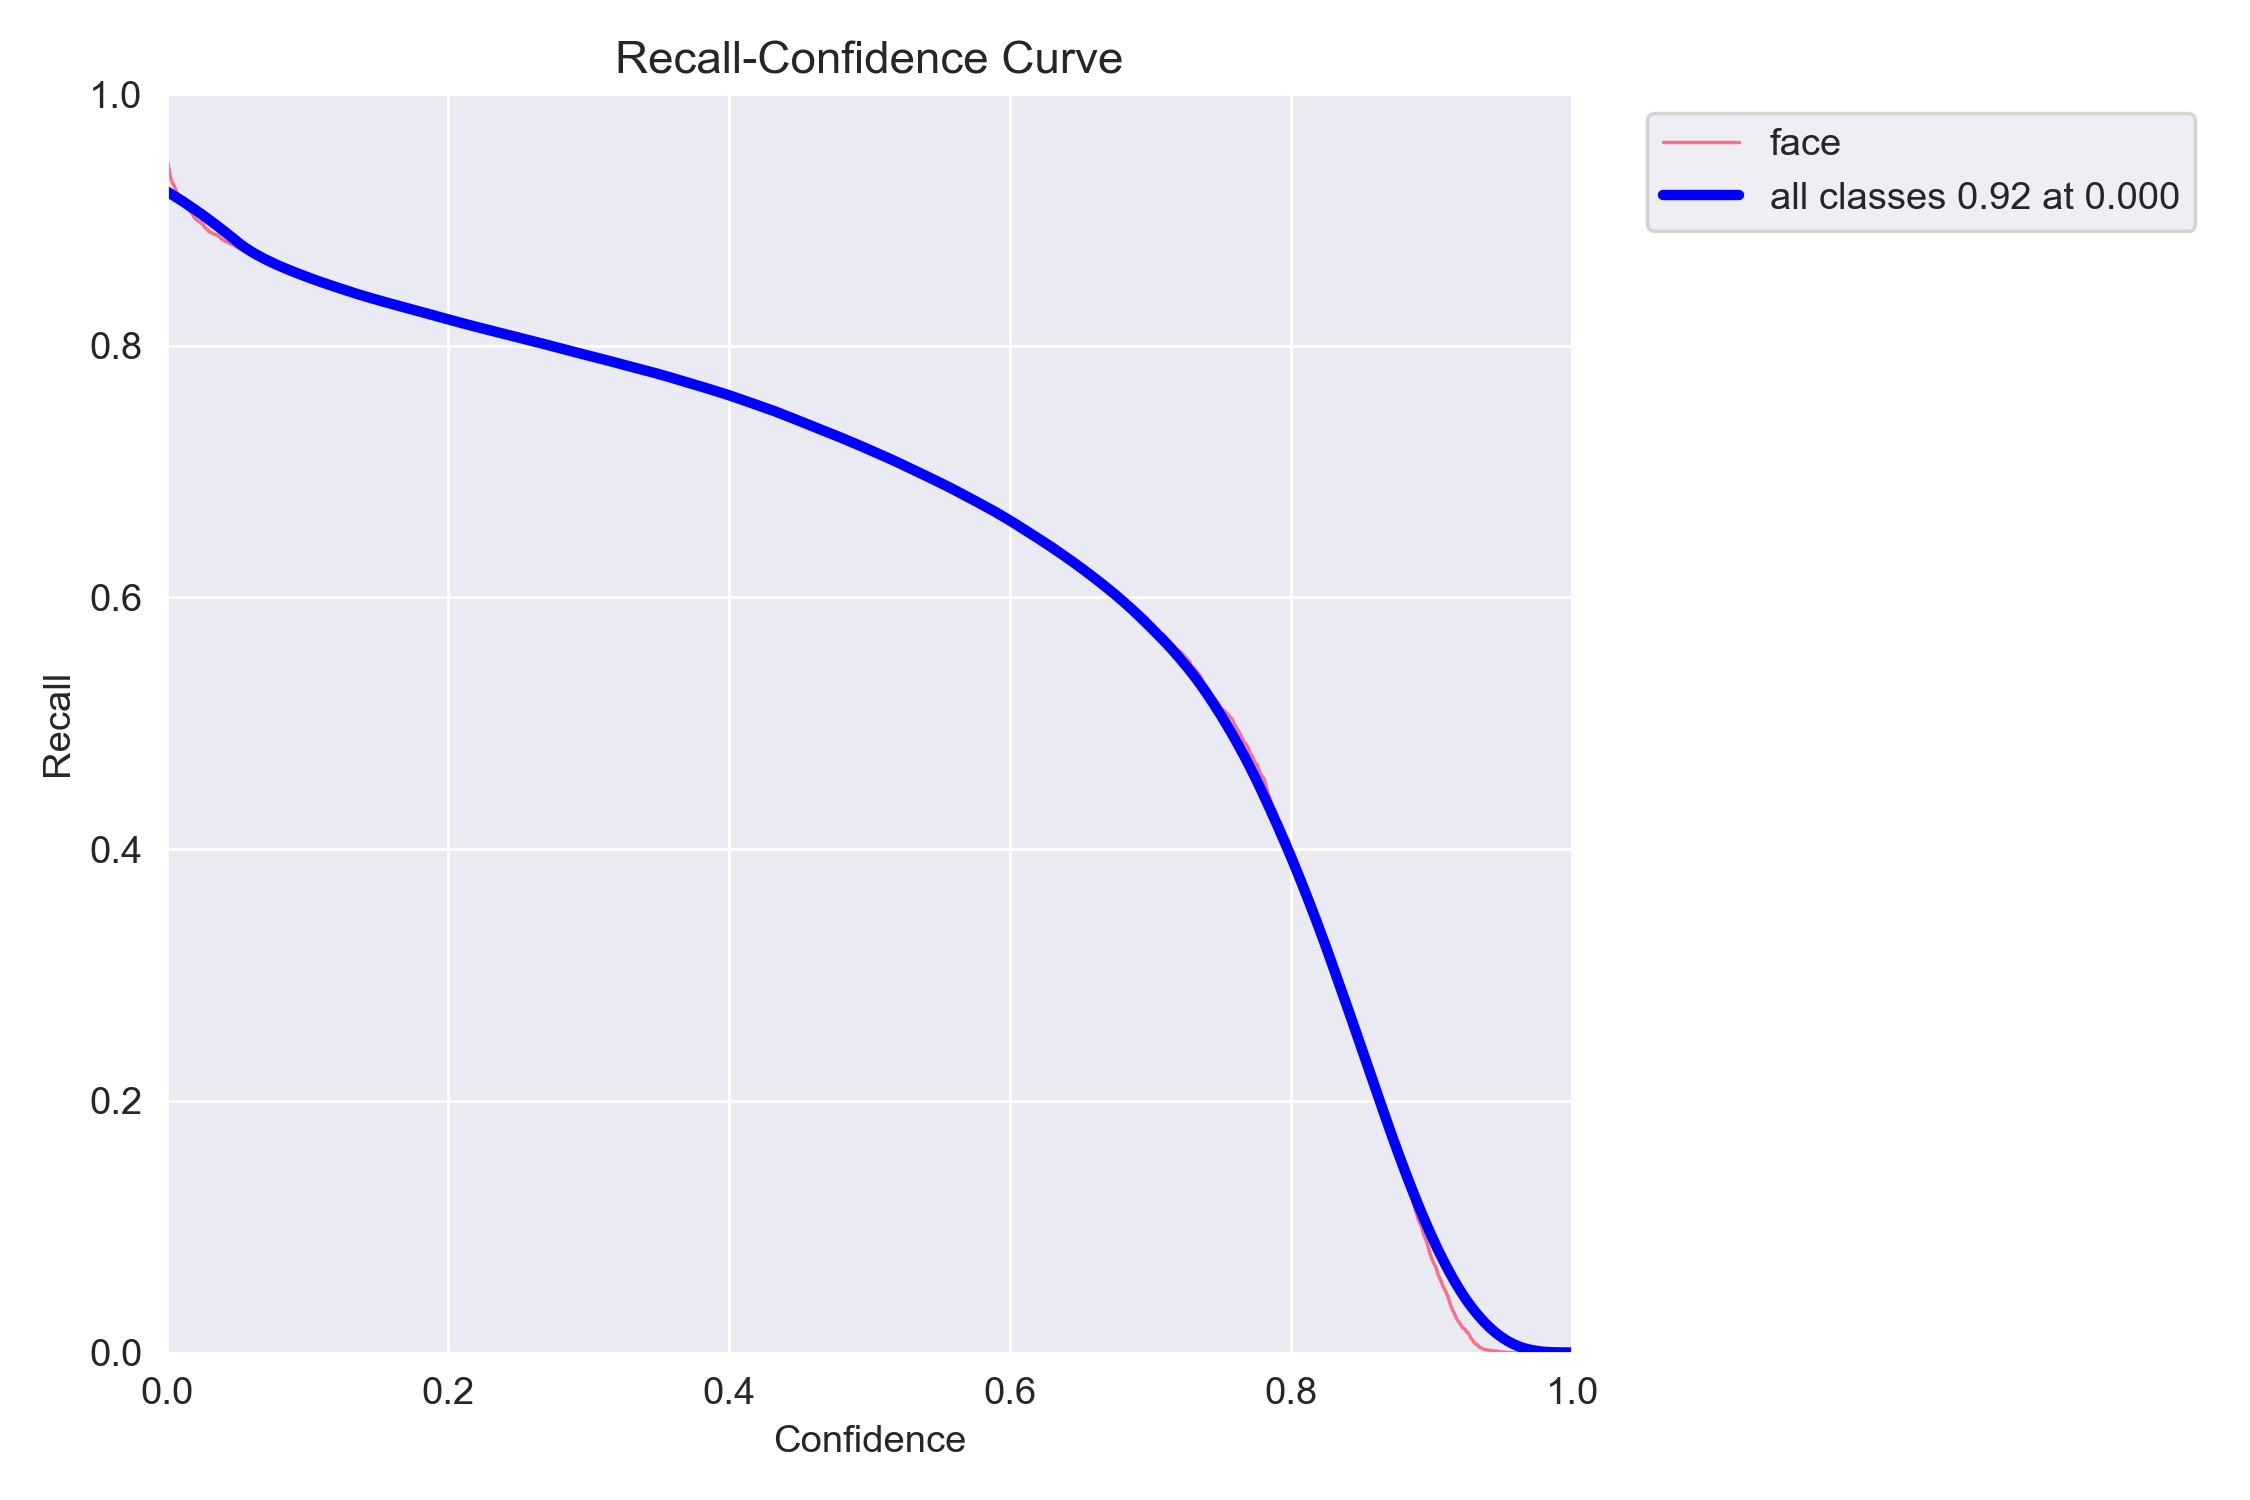 Recall-Confidence Curve
1.0
0.8
0.6
0.4
0.2
0.0
Recall
0.0 0.2 0.4 0.6 0.8 1.0
Confidence
face
all classes 0.92 at 0.000